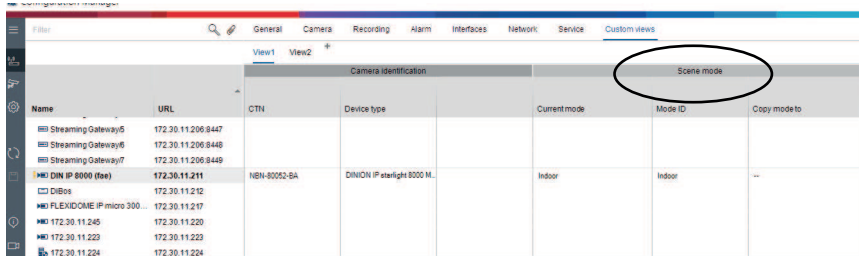 Configuration Manager
Filter
General Camera Recording Alarm Interfaces Network Service Custom views
View1 View2 +
Camera identification Scene mode
Name URL CTN Device type Current mode Mode ID Copy mode to
Streaming Gateway/5 172.30.11.206:8447
Streaming Gateway/6 172.30.11.206:8448
Streaming Gateway/7 172.30.11.206:8449
DIN IP 8000 (fae) 172.30.11.211 NBN-80052-BA DINION IP starlight 8000 M.. Indoor Indoor --
DiBos 172.30.11.212
FLEXIDOME IP micro 300... 172.30.11.217
172.30.11.245 172.30.11.220
172.30.11.223 172.30.11.223
172.30.11.224 172.30.11.224